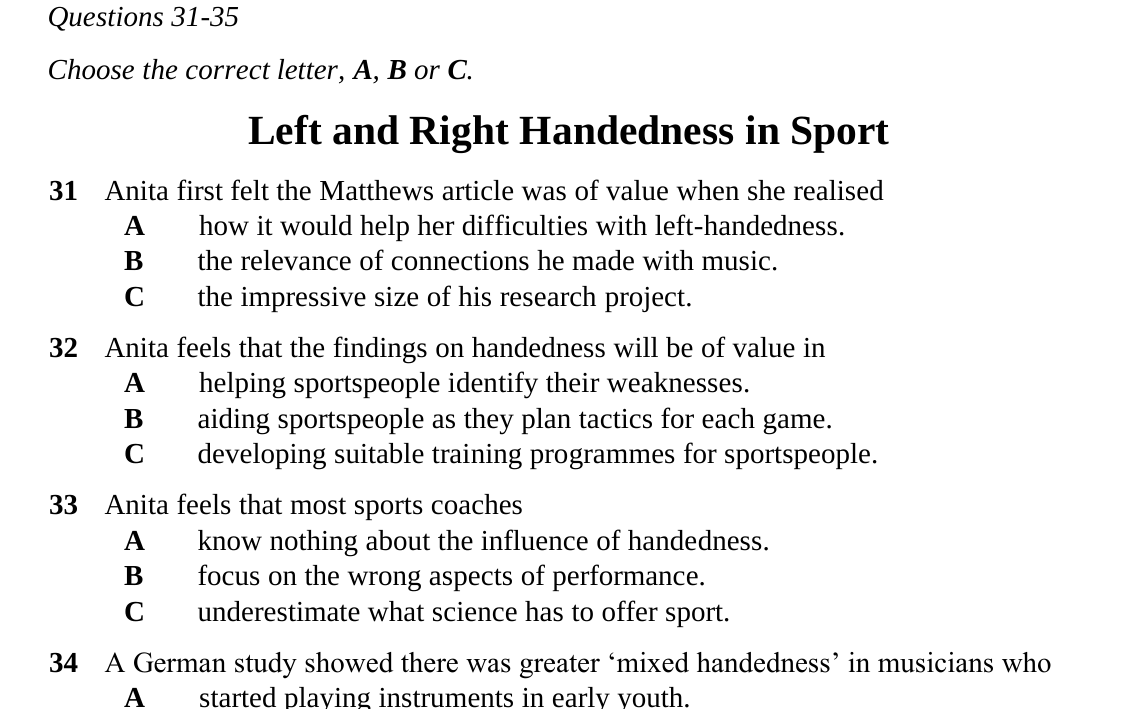 Questions 31-35
Choose the correct letter, A, B or C.
Left and Right Handedness in Sport
31 Anita first felt the Matthews article was of value when she realised
A how it would help her difficulties with left-handedness.
B the relevance of connections he made with music.
C the impressive size of his research project.
32 Anita feels that the findings on handedness will be of value in
A helping sportspeople identify their weaknesses.
B aiding sportspeople as they plan tactics for each game.
C developing suitable training programmes for sportspeople.
33 Anita feels that most sports coaches
A know nothing about the influence of handedness.
B focus on the wrong aspects of performance.
C underestimate what science has to offer sport.
34 A German study showed there was greater ‘mixed handedness’ in musicians who
A started playing instruments in early youth.